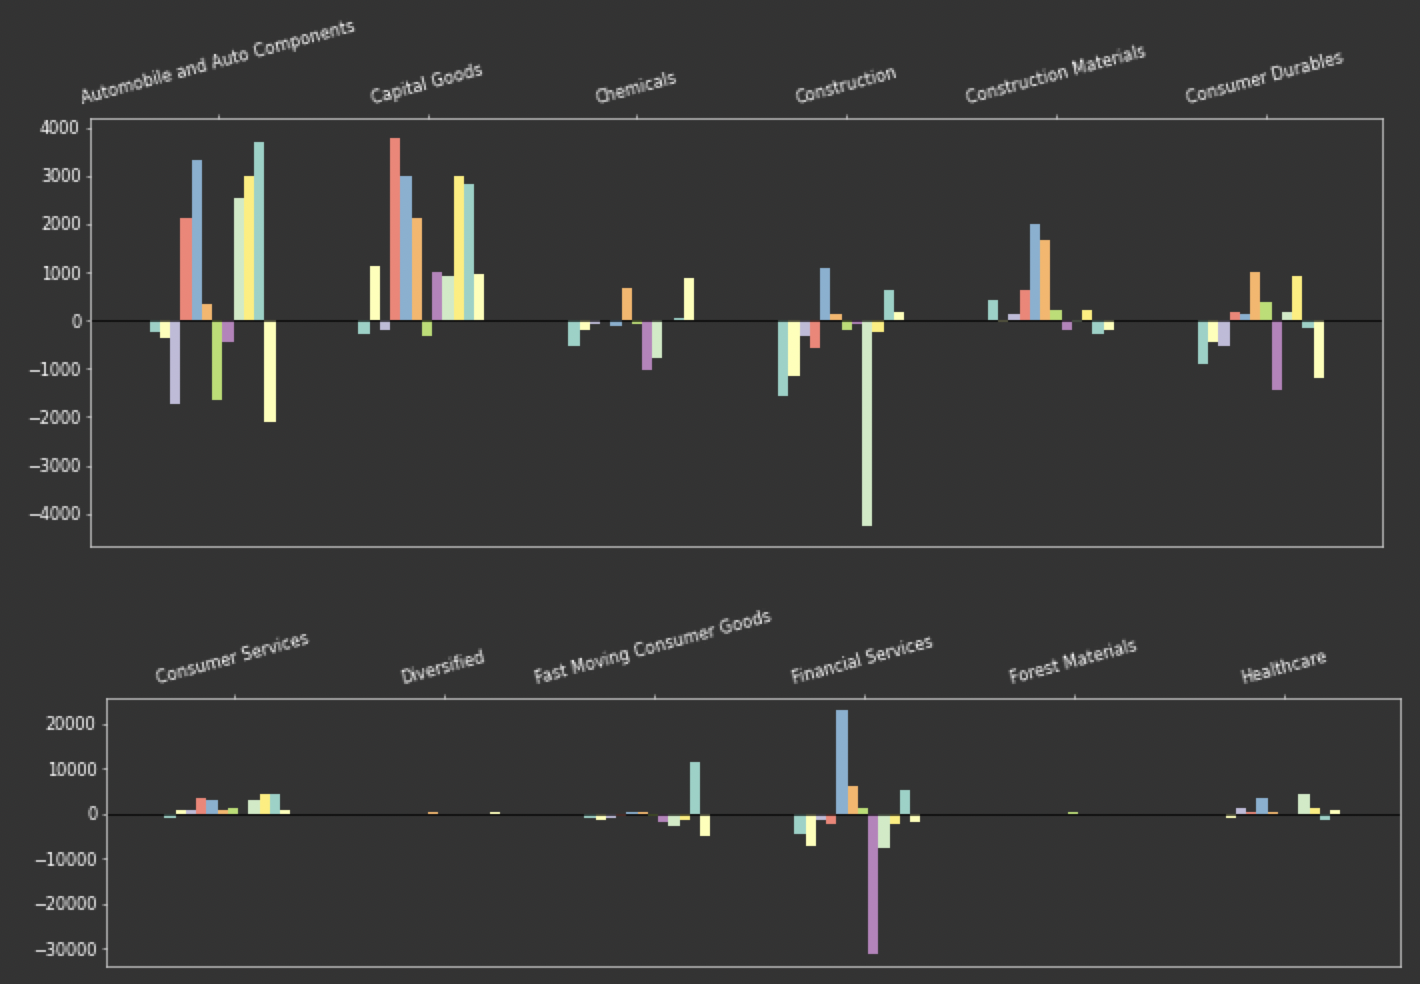 Automobile and Auto Components
Capital Goods
Chemicals
Construction
Construction Materials
Consumer Durables
4000
3000
2000
1000
0
−1000
−2000
−3000
−4000
Consumer Services
Diversified
Fast Moving Consumer Goods
Financial Services
Forest Materials
Healthcare
20000
10000
0
−10000
−20000
−30000